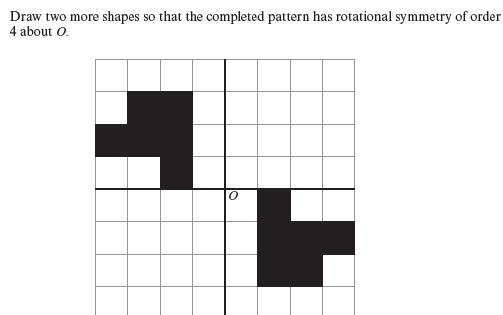 Draw two more shapes so that the completed pattern has rotational symmetry of order
4 about O.
O